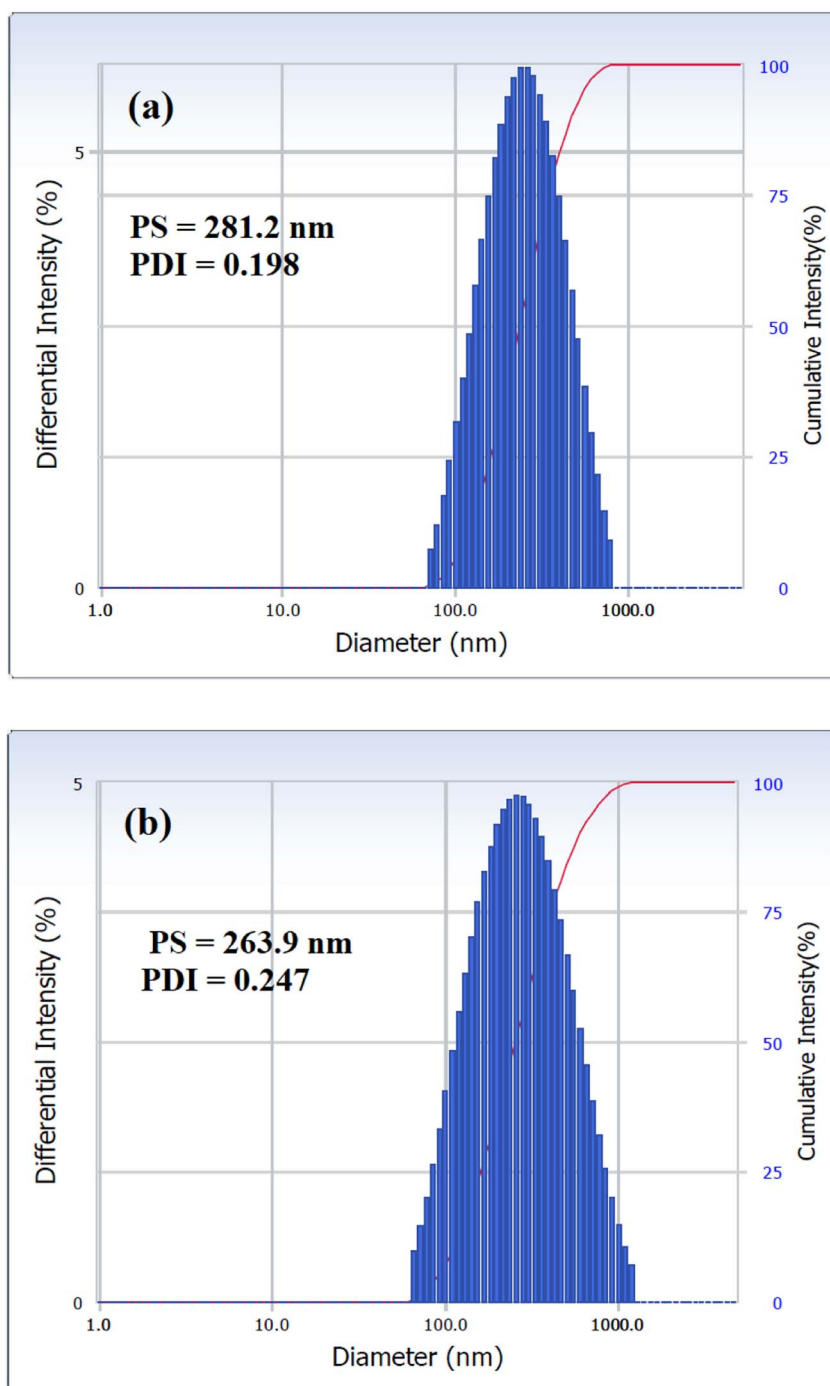 (a)
PS = 281.2 nm
PDI = 0.198
Differential Intensity (%)
5
0
100
75
50
25
0
Cumulative Intensity(%)
1.0 10.0 100.0 1000.0
Diameter (nm)
(b)
PS = 263.9 nm
PDI = 0.247
Differential Intensity (%)
5
0
100
75
50
25
0
Cumulative Intensity(%)
1.0 10.0 100.0 1000.0
Diameter (nm)